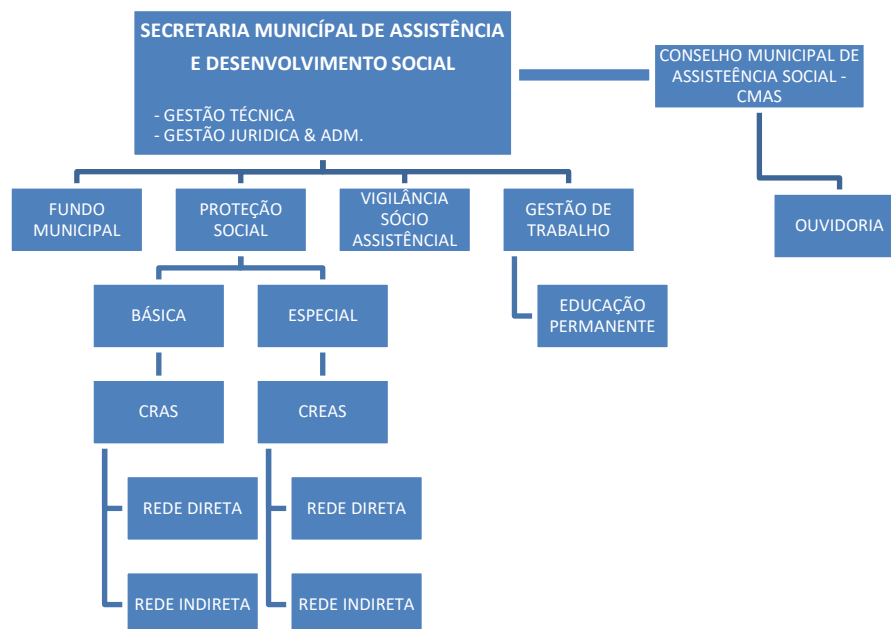 SECRETARIA MUNICÍPAL DE ASSISTÊNCIA
E DESENVOLVIMENTO SOCIAL
- GESTÃO TÉCNICA
- GESTÃO JURIDICA & ADM.
CONSELHO MUNICIPAL DE
ASSISTEÊNCIA SOCIAL -
CMAS
FUNDO
MUNICIPAL
PROTEÇÃO
SOCIAL
VIGILÂNCIA
SÓCIO
ASSISTÊNCIAL
GESTÃO DE
TRABALHO
OUVIDORIA
BÁSICA
ESPECIAL
EDUCAÇÃO
PERMANENTE
CRAS
CREAS
REDE DIRETA
REDE DIRETA
REDE INDIRETA
REDE INDIRETA